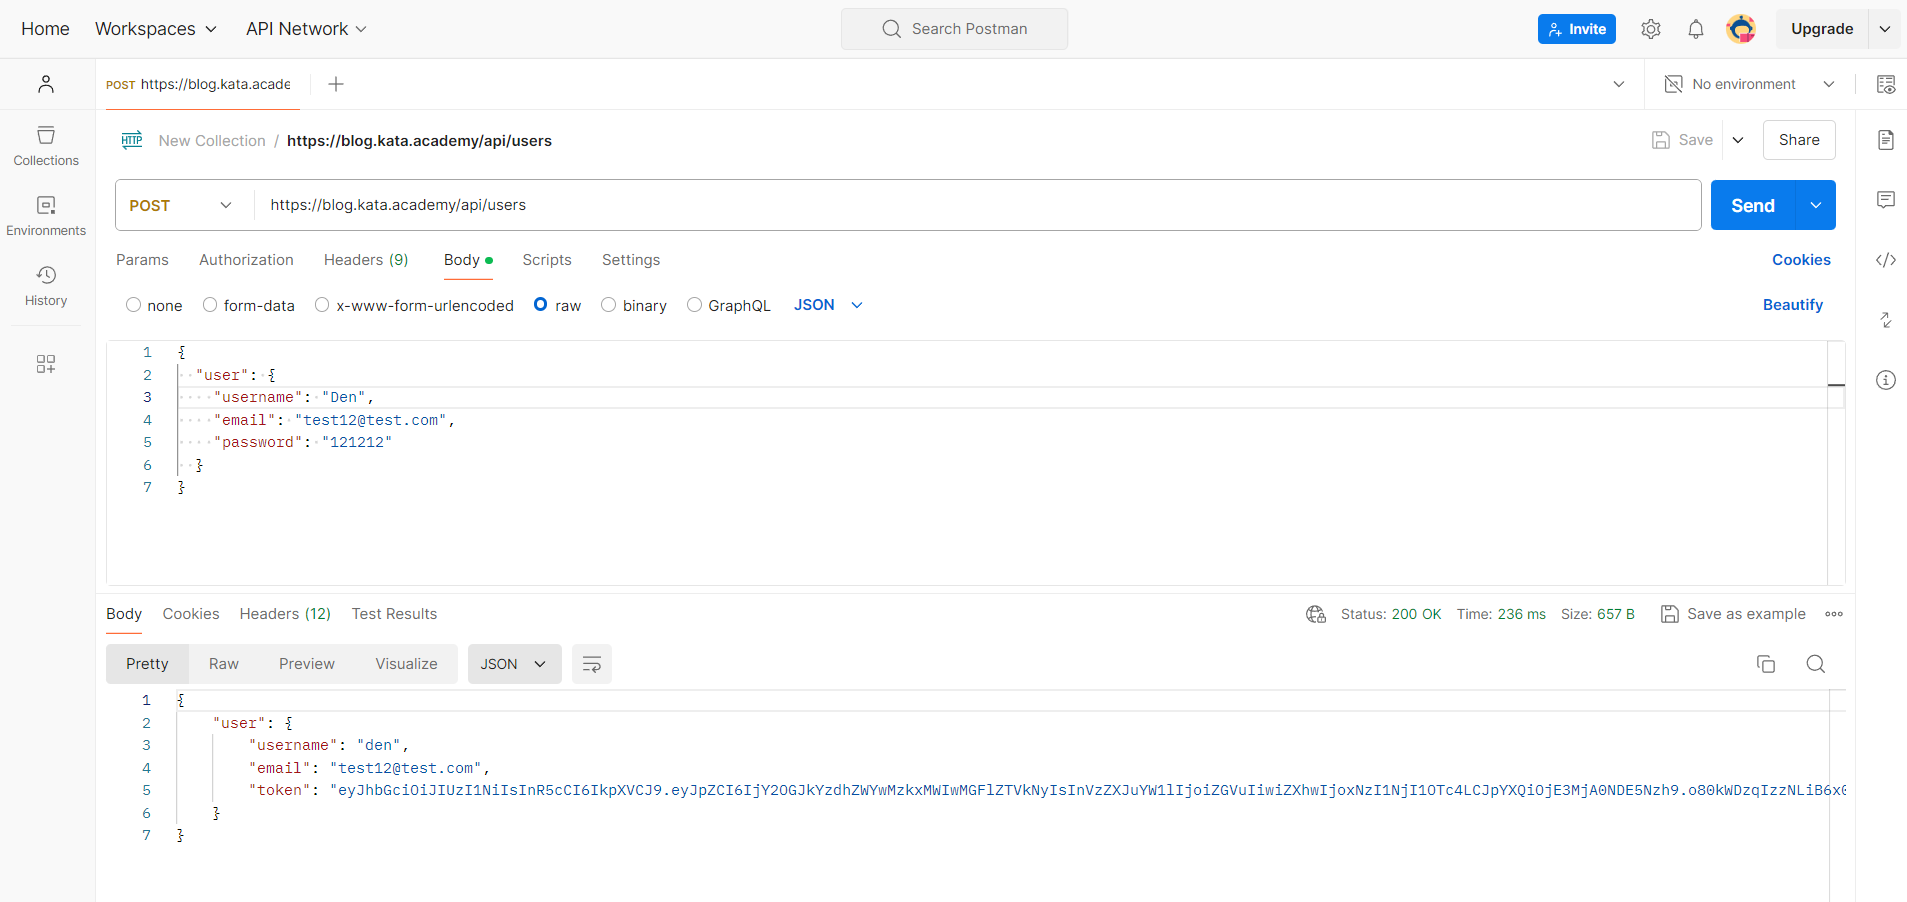 Home Workspaces API Network Search Postman Invite Upgrade
POST https://blog.kata.acade No environment
New Collection / https://blog.kata.academy/api/users Save Share
Collections
Environments
History
POST https://blog.kata.academy/api/users Send
Params Authorization Headers (9) Body Scripts Settings Cookies
none form-data x-www-form-urlencoded raw binary GraphQL JSON Beautify
1 {
2 "user": {
3 "username": "Den",
4 "email": "test12@test.com",
5 "password": "121212"
6 }
7 }
Body Cookies Headers (12) Test Results Status: 200 OK Time: 236 ms Size: 657 B Save as example
Pretty Raw Preview Visualize JSON
1 {
2 "user": {
3 "username": "den",
4 "email": "test12@test.com",
5 "token": "eyJhbGciOiJIUzI1NiIsInR5cCI6IkpXVCJ9.eyJpZCI6IjY2OGJkYzdhZWYwMzkxMWIwMGFlZTVkNyIsInVzZXJuYW1lIjoiZGVuIiwiZXhwIjoxNzI1NjI1OTc4LCJpYXQiOjE3MjA0NDE5Nzh9.o80kWDzqIzzNLiB6x0
6 }
7 }